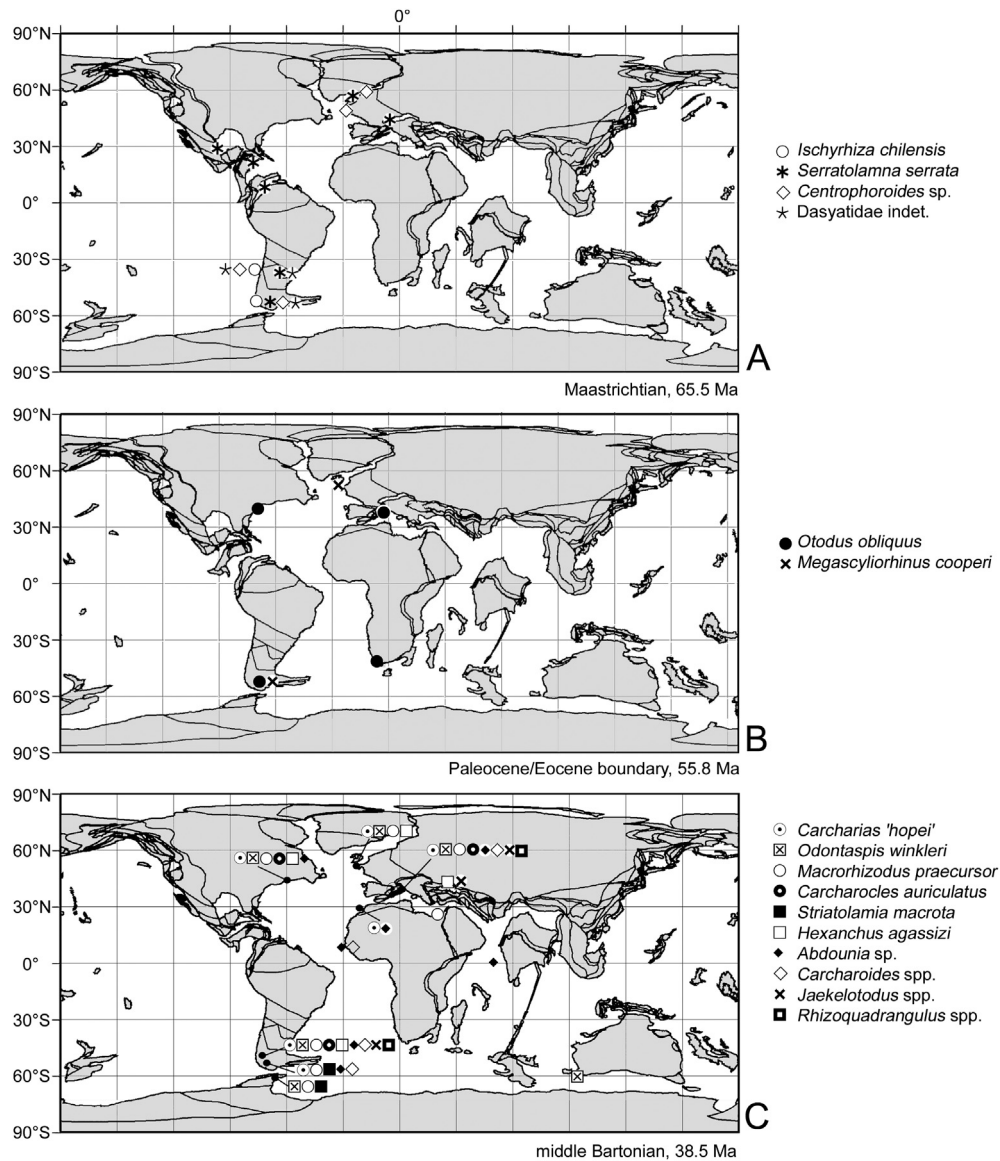 0°
90°N
60°N
30°N
0°
30°S
60°S
90°S
Ischyrhiza chilensis
Serratolamna serrata
Centrophoroides sp.
Dasyatidae indet.
A
Maastrichtian, 65.5 Ma
90°N
60°N
30°N
0°
30°S
60°S
90°S
Otodus obliquus
Megascyliorhinus cooperi
B
Paleocene/Eocene boundary, 55.8 Ma
90°N
60°N
30°N
0°
30°S
60°S
90°S
Carcharias 'hopei'
Odontaspis winkleri
Macrorhizodus praecursor
Carcharocles auriculatus
Striatolamia macrota
Hexanchus agassizi
Abdounia sp.
Carcharoides spp.
Jaekelotodus spp.
Rhizoquadrangulus spp.
C
middle Bartonian, 38.5 Ma